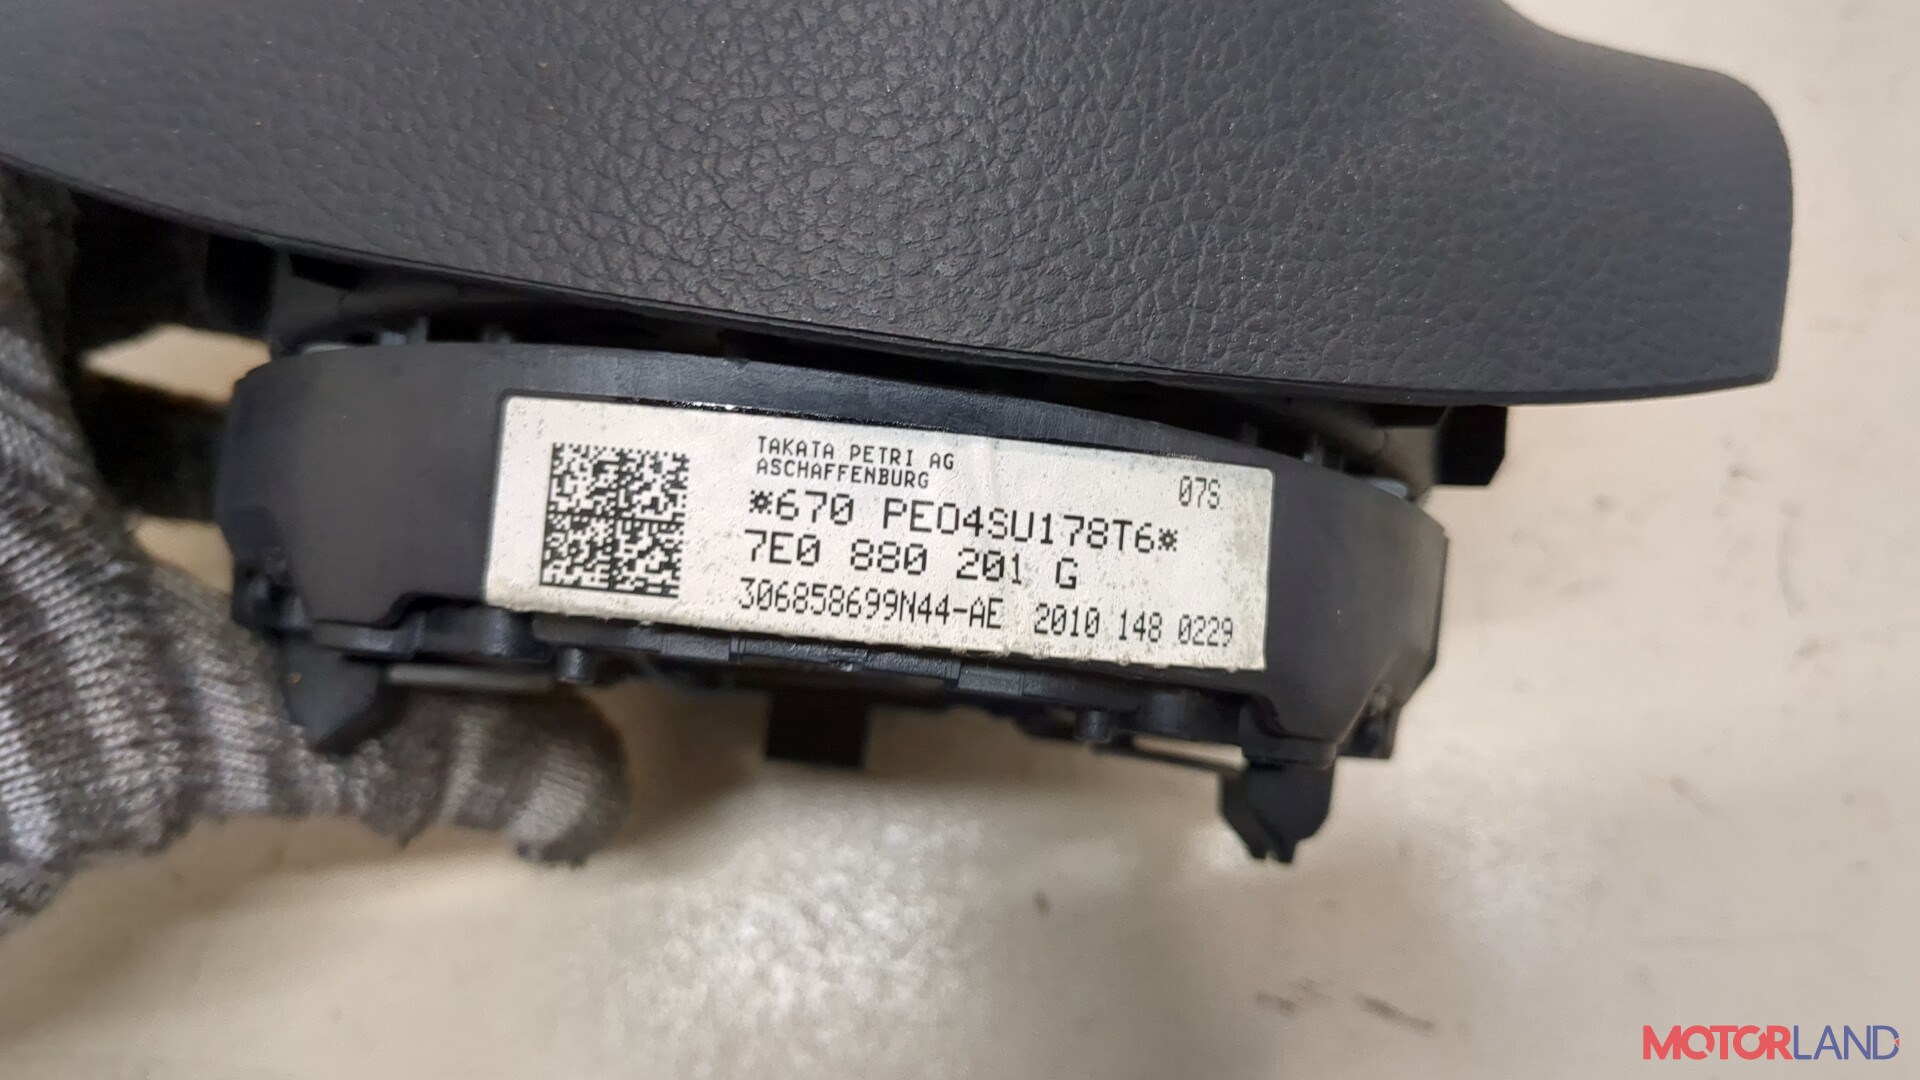 TAKATA PETRI AG
ASCHAFFENBURG
07S
*670 PE04SU178T6*
7E0 880 201 G
306858699N44-AE 2010 148 0229
MOTORLAND